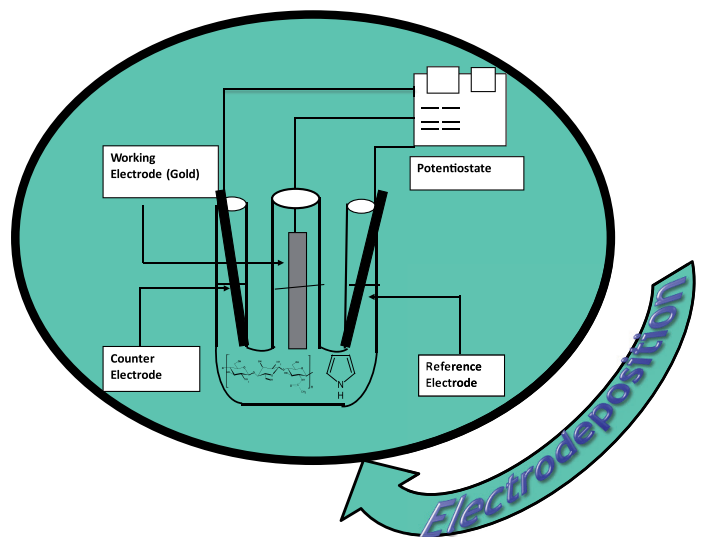 Working
Electrode (Gold)
Potentiostate
Counter
Electrode
Reference
Electrode
N
H
Electrodeposition